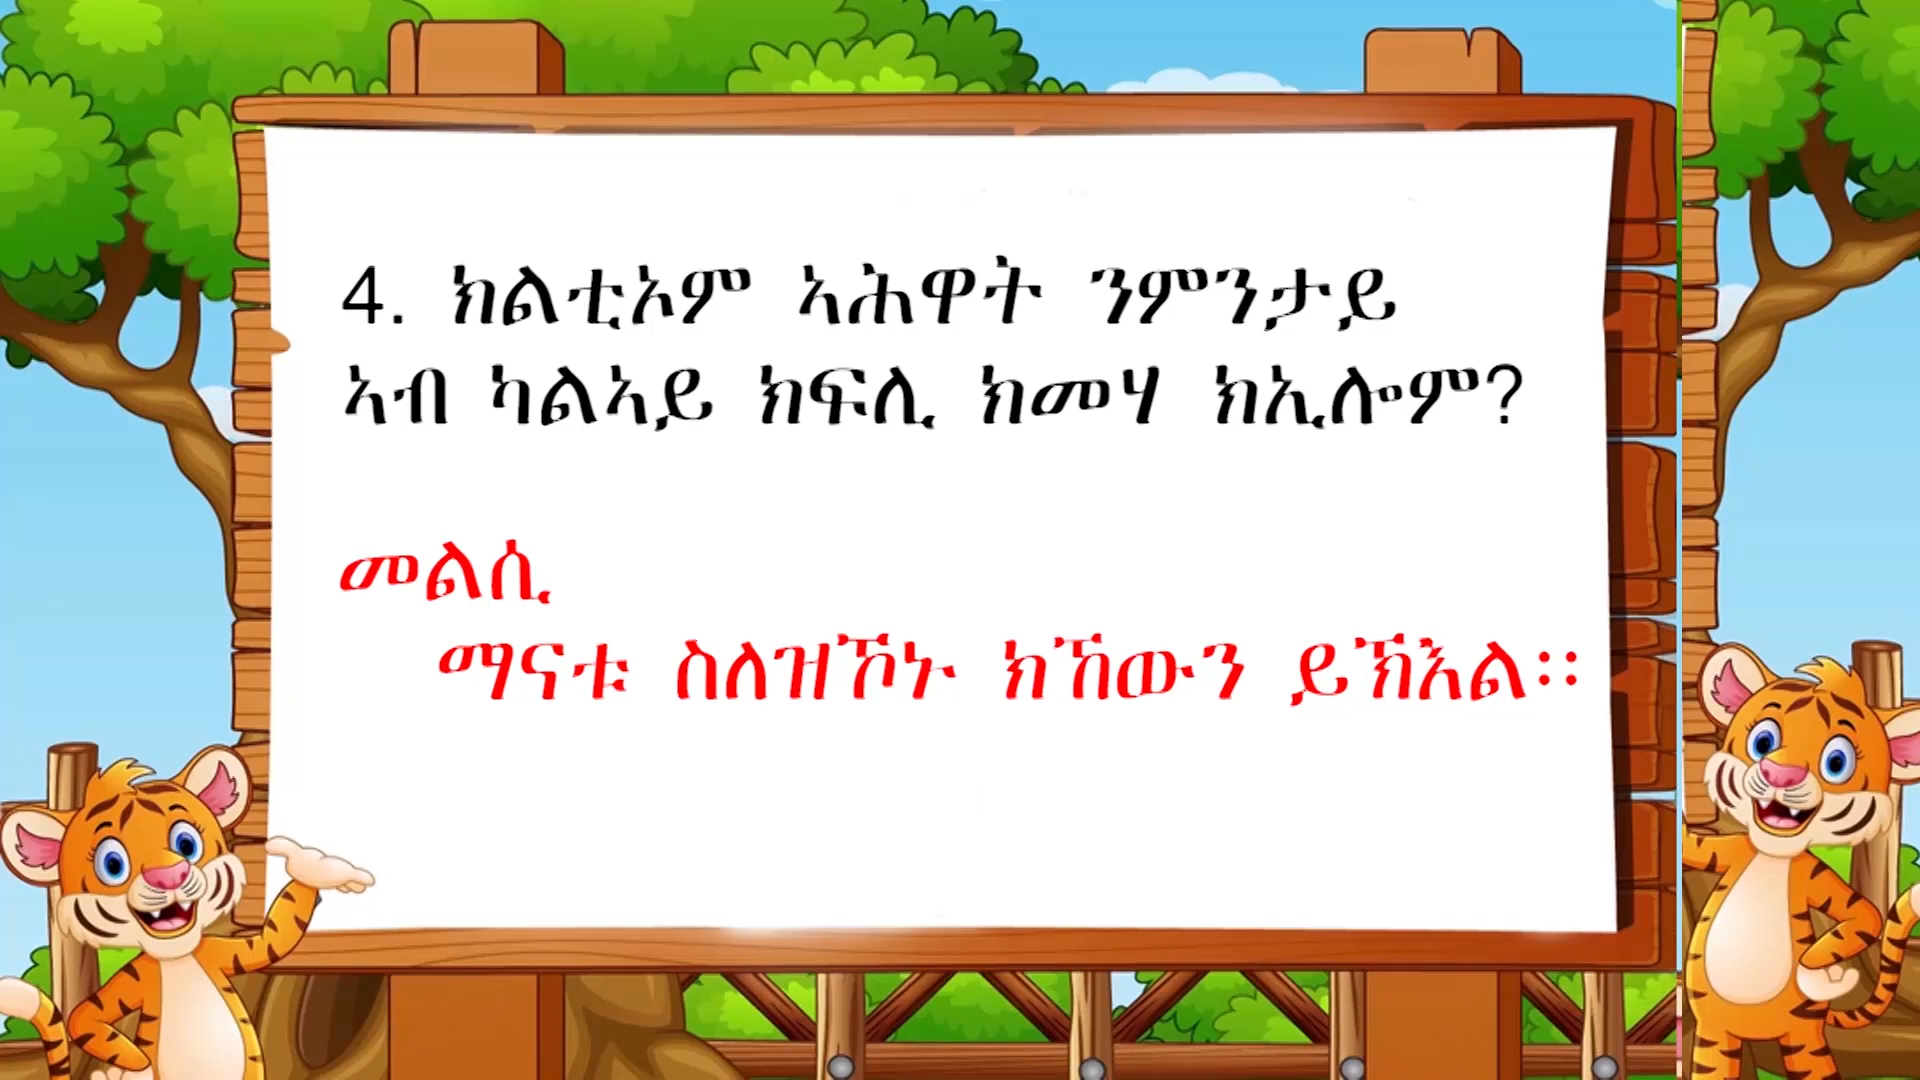 4. ክልቲኦም ኣሕዋት ንምንታይ
ኣብ ካልኣይ ክፍሊ ክመሃ ክኢሎም?
መልሲ
ማናቱ ስለዝኾኑ ክኸውን ይኽእል፡፡